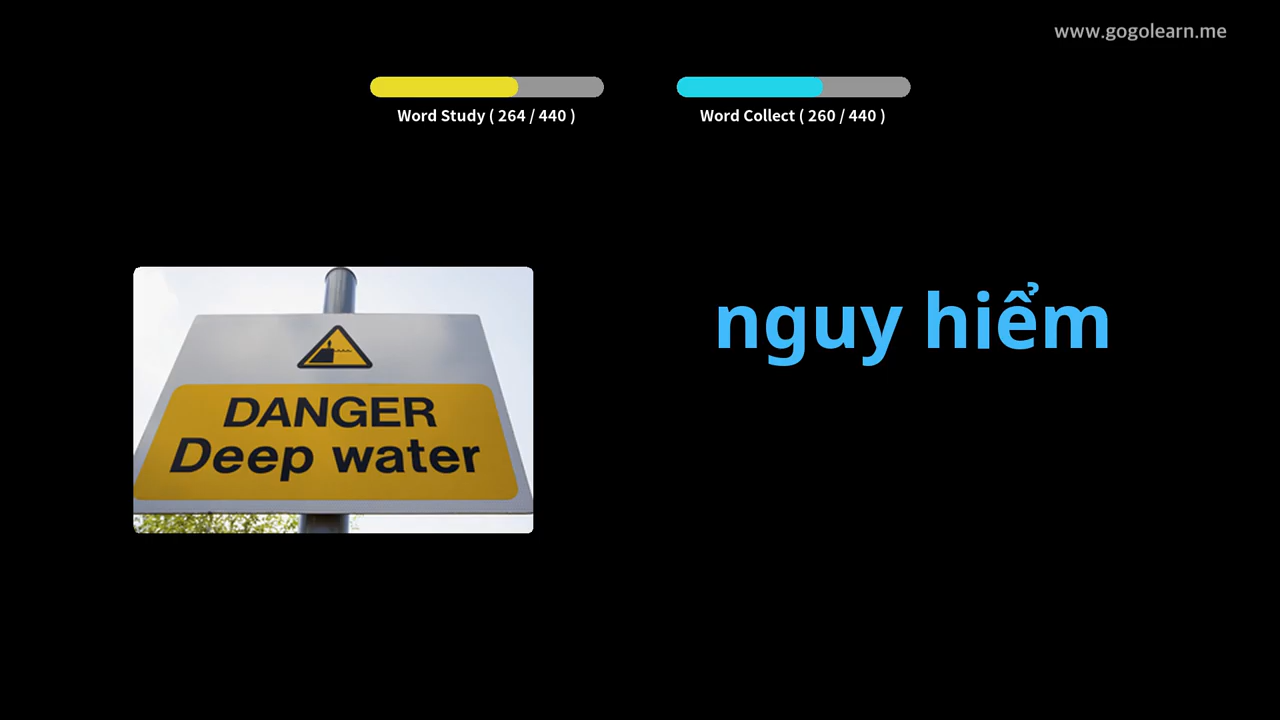 www.gogolearn.me
Word Study ( 264 / 440 )
Word Collect ( 260 / 440 )
DANGER
Deep water
nguy hiểm